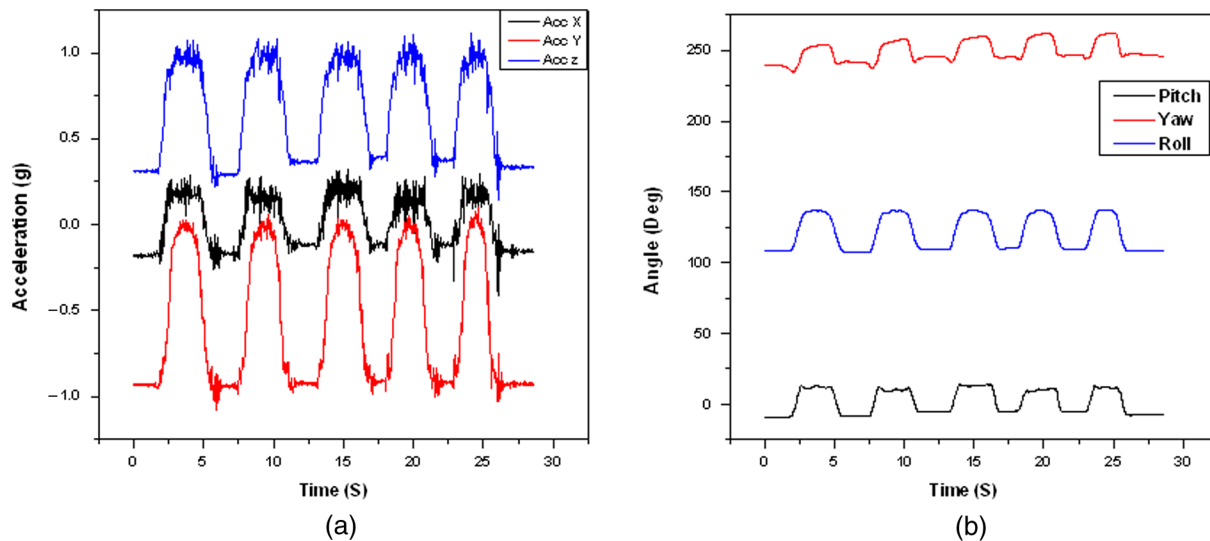 Acc X
Acc Y
Acc z
1.0
0.5
0.0
−0.5
−1.0
Acceleration (g)
0 5 10 15 20 25 30
Time (S)
(a)
250
200
150
100
50
0
Angle (Deg)
Pitch
Yaw
Roll
0 5 10 15 20 25 30
Time (S)
(b)